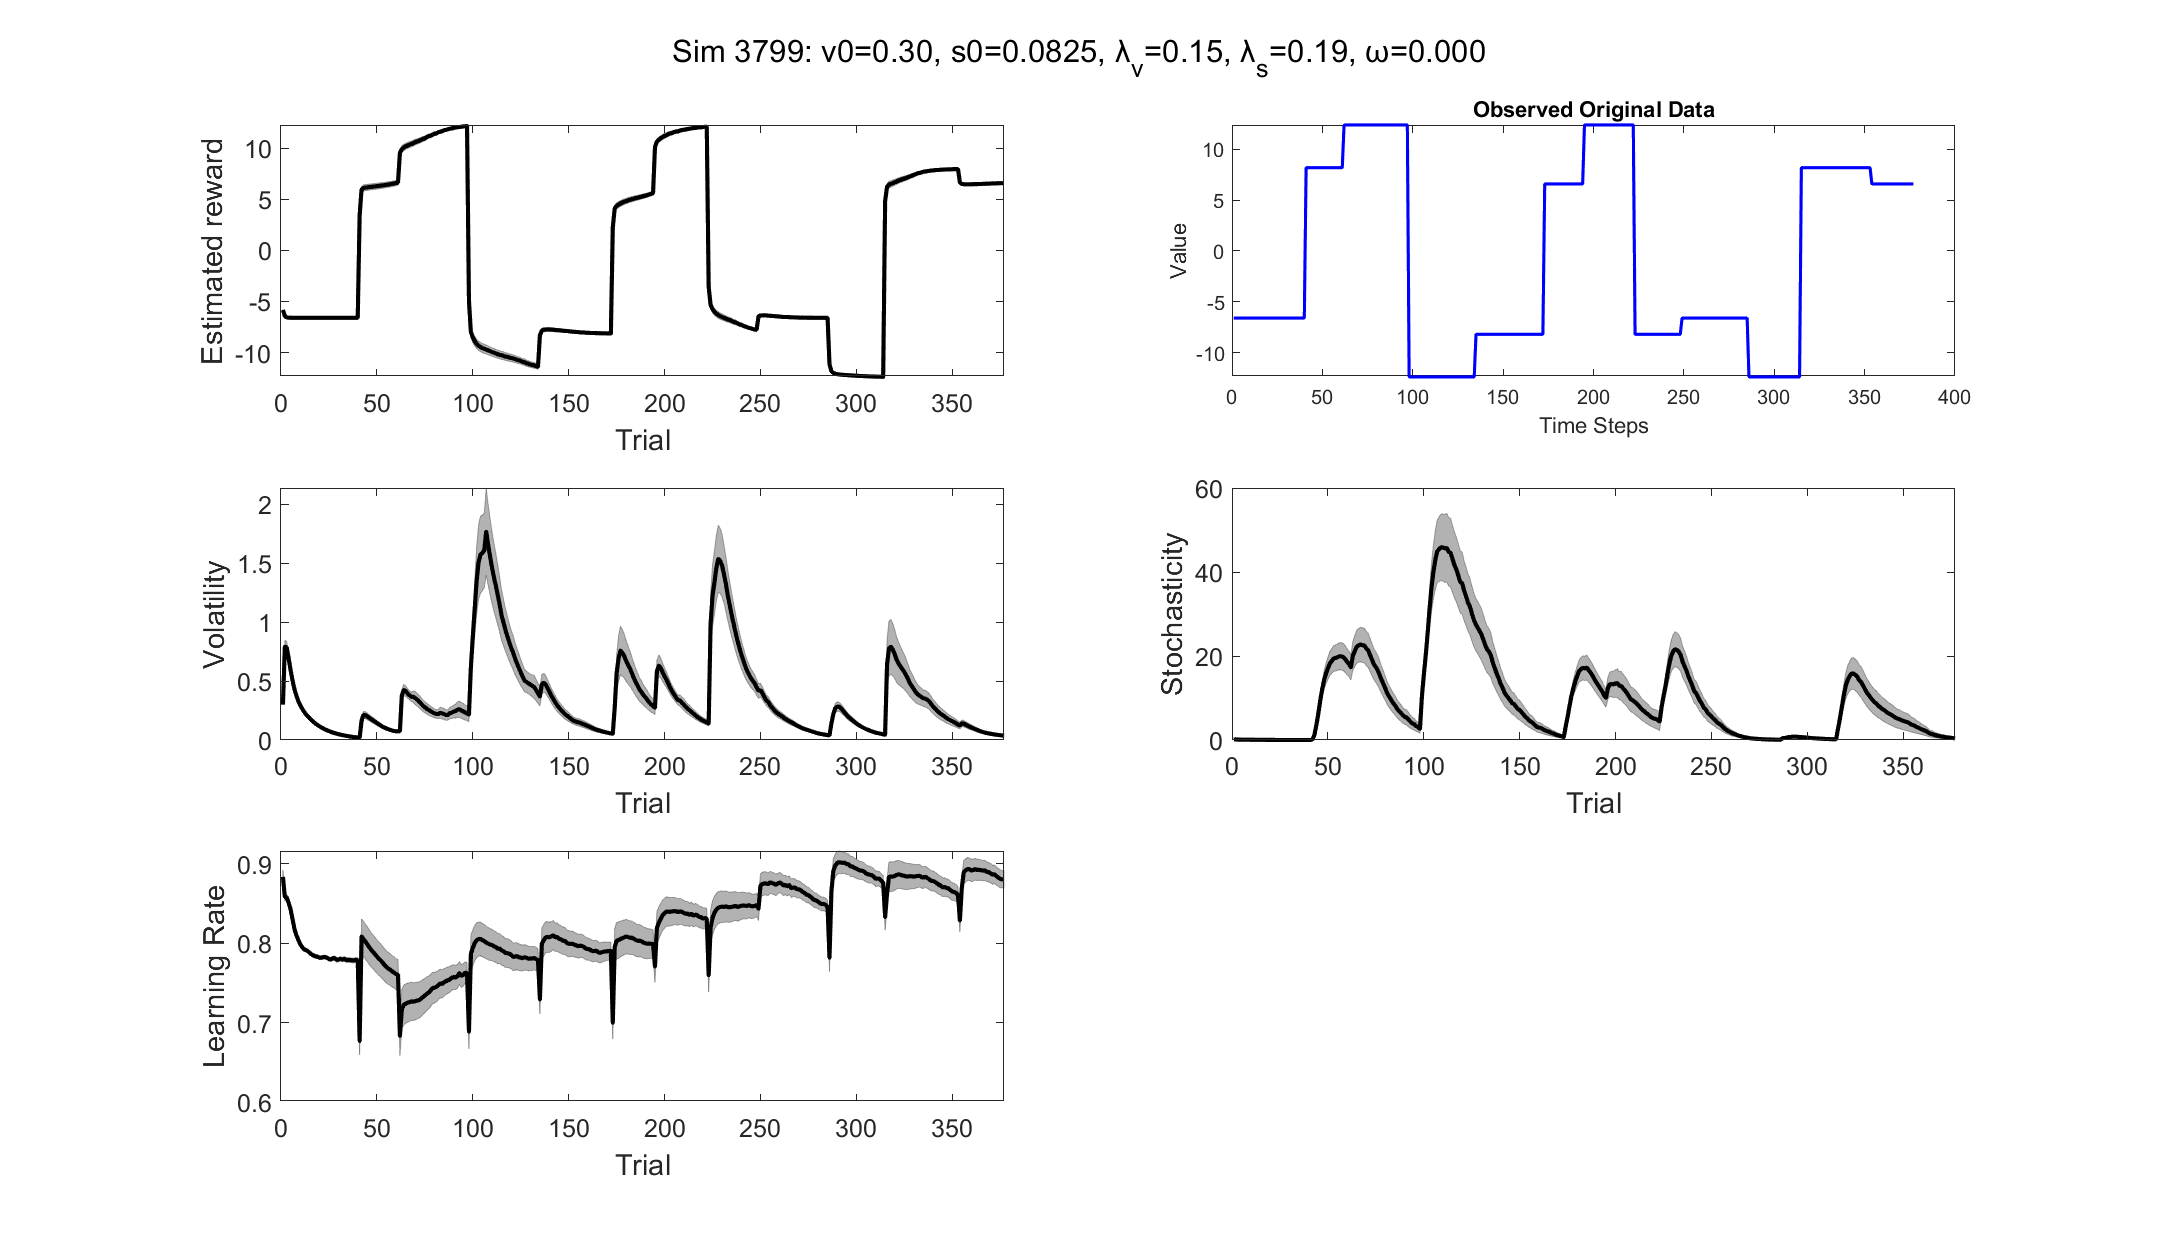 Sim 3799: v0=0.30, s0=0.0825, λv=0.15, λs=0.19, ω=0.000
Estimated reward
10
5
0
-5
-10
0 50 100 150 200 250 300 350
Trial
Observed Original Data
Value
10
5
0
-5
-10
0 50 100 150 200 250 300 350 400
Time Steps
Volatility
2
1.5
1
0.5
0
0 50 100 150 200 250 300 350
Trial
Stochasticity
60
40
20
0
0 50 100 150 200 250 300 350
Trial
Learning Rate
0.9
0.8
0.7
0.6
0 50 100 150 200 250 300 350
Trial